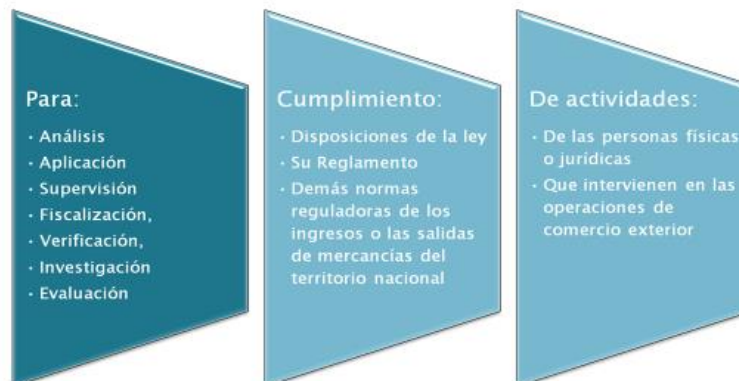 Para:
· Análisis
· Aplicación
· Supervisión
· Fiscalización,
· Verificación,
· Investigación
· Evaluación
Cumplimiento:
· Disposiciones de la ley
· Su Reglamento
· Demás normas
reguladoras de los
ingresos o las salidas
de mercancías del
territorio nacional
De actividades:
· De las personas físicas
o jurídicas
· Que intervienen en las
operaciones de
comercio exterior